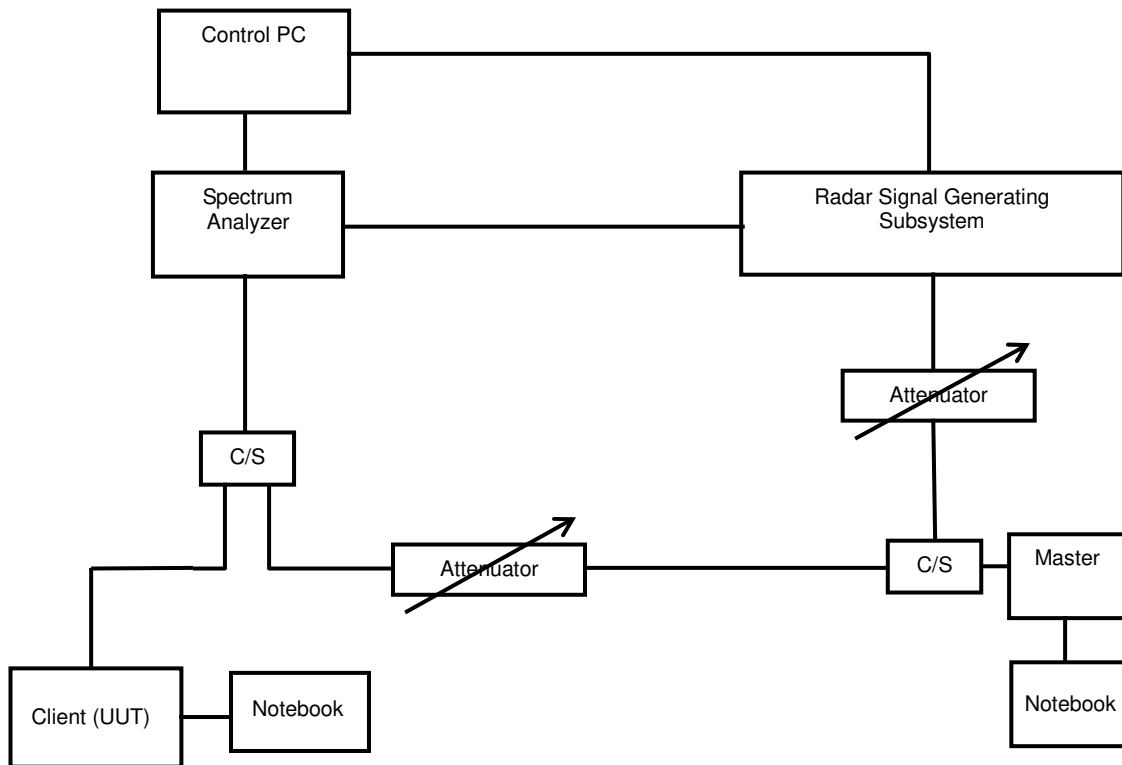 Control PC
Spectrum
Analyzer
Radar Signal Generating
Subsystem
Attenuator
C/S
Attenuator
C/S
Master
Client (UUT)
Notebook
Notebook